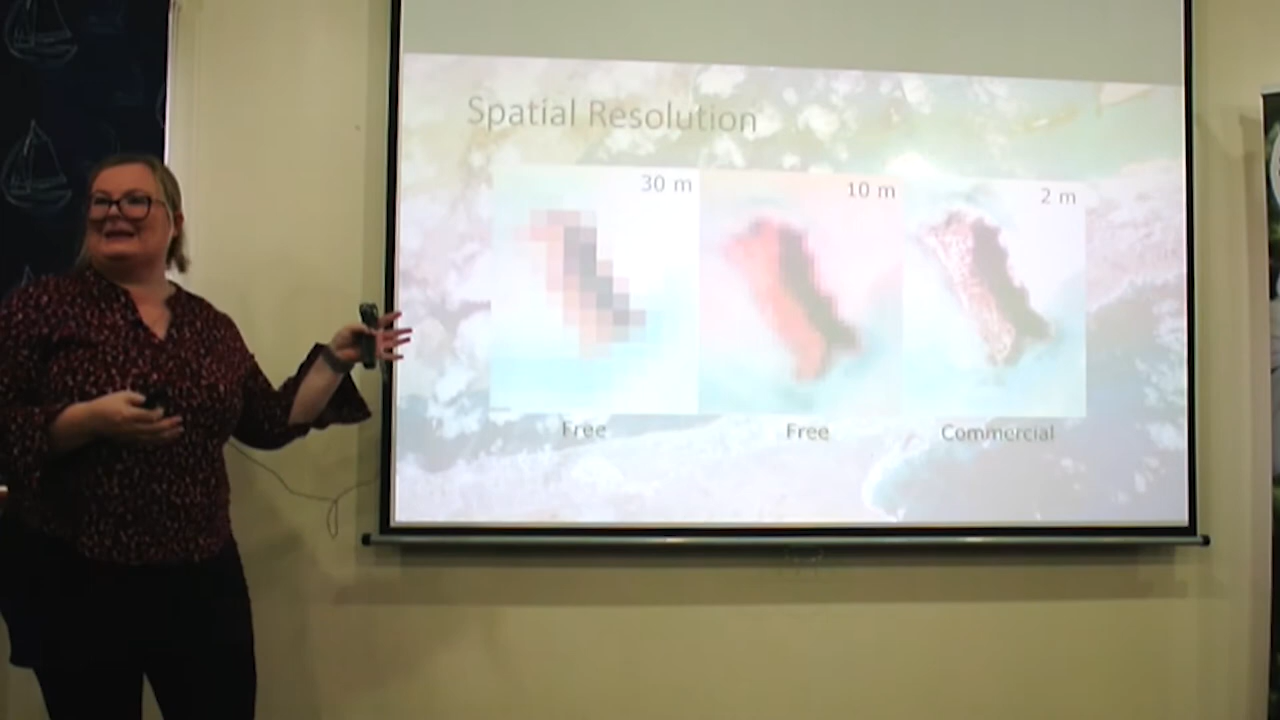 Spatial Resolution
30 m
10 m
2 m
Free
Free
Commercial